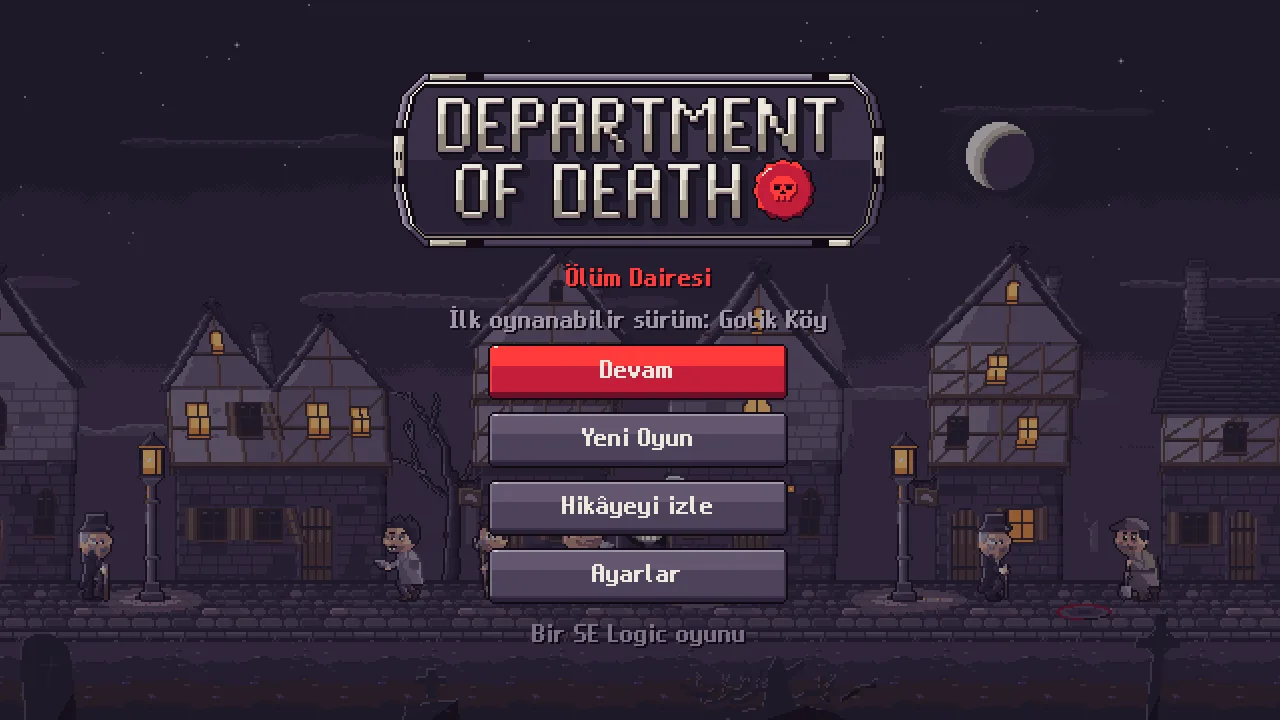 DEPARTMENT
OF DEATH
Ölüm Dairesi
İlk oynanabilir sürüm: Gotik Köy
Devam
Yeni Oyun
Hikâyeyi izle
Ayarlar
Bir SE Logic oyunu